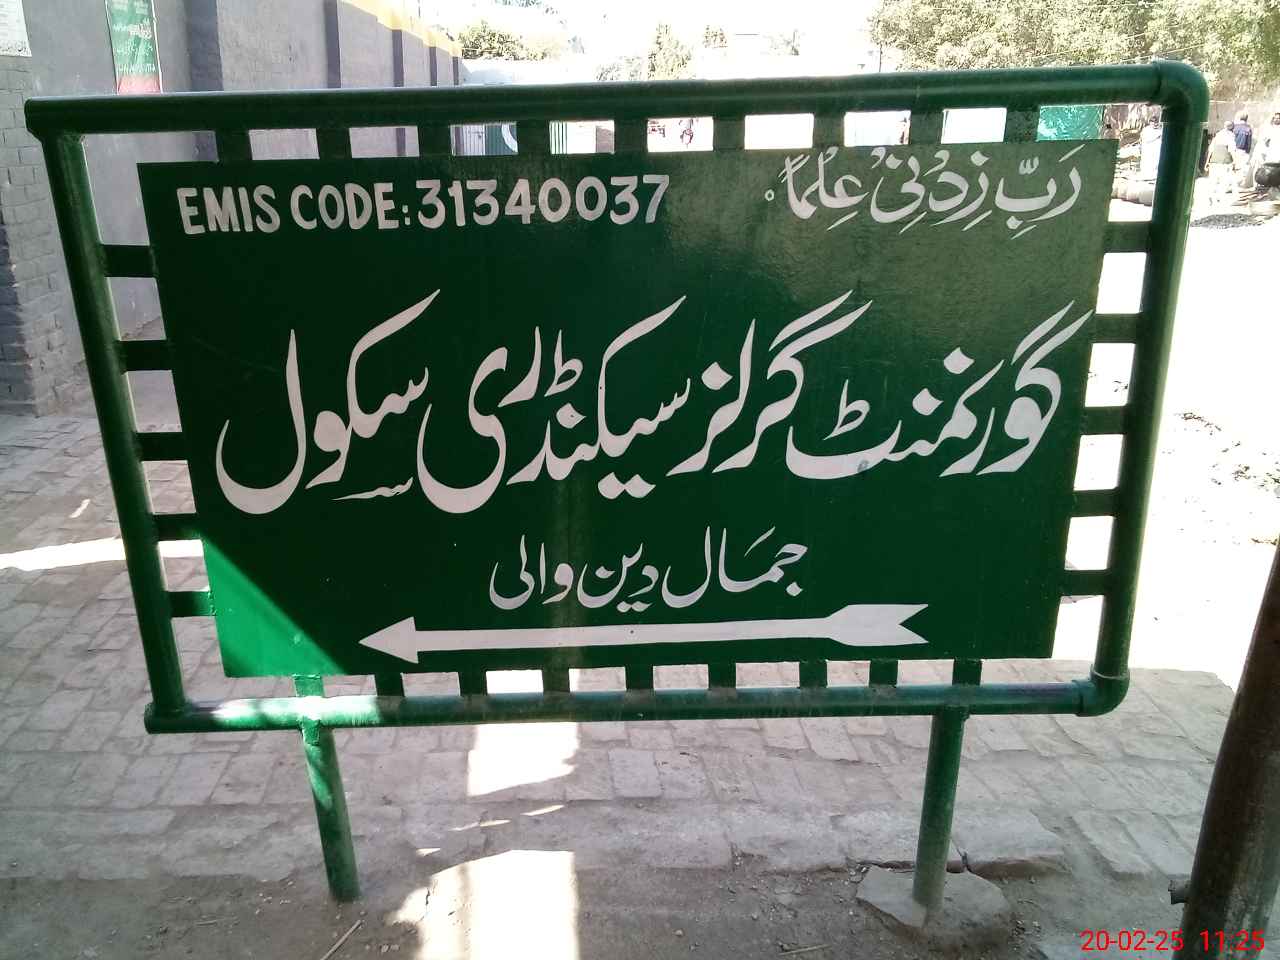 EMIS CODE: 31340037
رَبِّ زِدْنِیْ عِلْمًا
گورنمنٹ گرلز سیکنڈری سکول
جمال دین والی
20-02-25 11:25